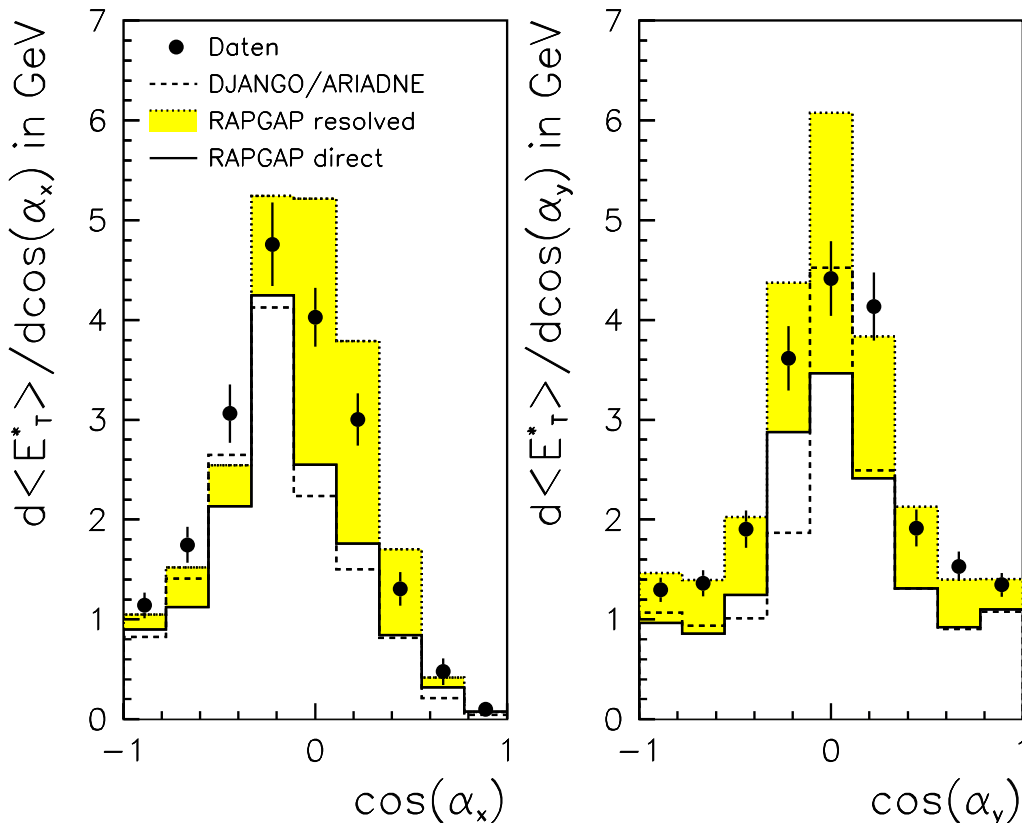 d<E*T>/dcos(αx) in GeV
7
6
5
4
3
2
1
0
Daten
DJANGO/ARIADNE
RAPGAP resolved
RAPGAP direct
−1
0
1
cos(αx)
d<E*T>/dcos(αy) in GeV
7
6
5
4
3
2
1
0
−1
0
1
cos(αy)